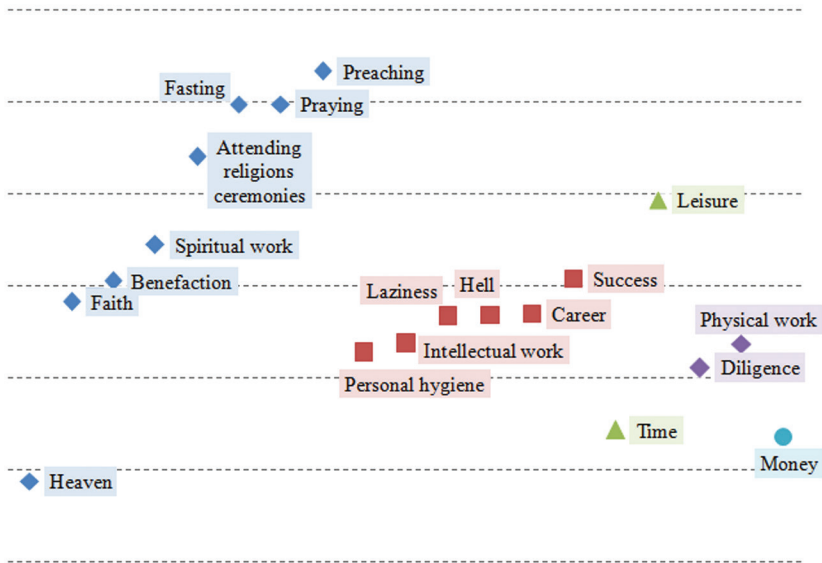 Preaching
Fasting
Praying
Attending
religions
ceremonies
Leisure
Spiritual work
Benefaction
Faith
Laziness
Hell
Success
Career
Physical work
Intellectual work
Diligence
Personal hygiene
Time
Money
Heaven